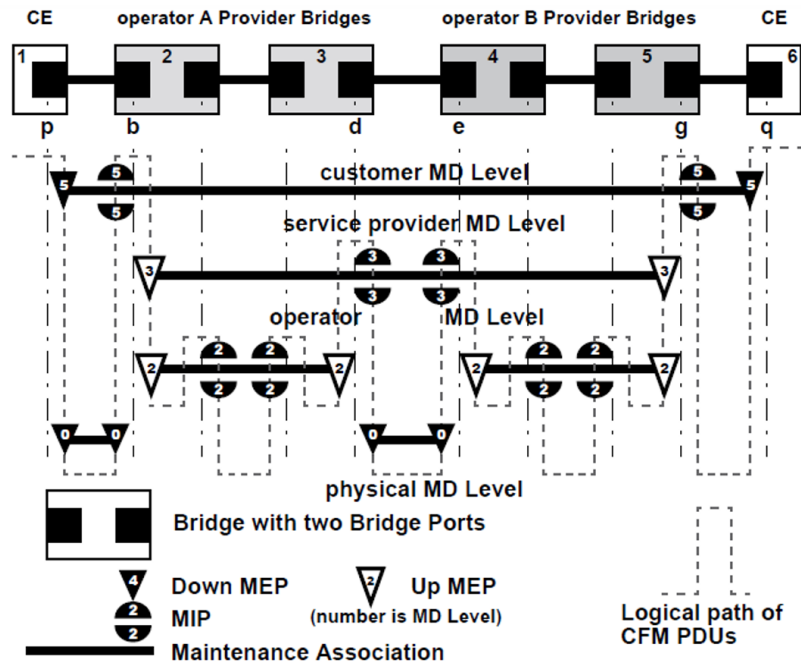 CE operator A Provider Bridges operator B Provider Bridges CE
1 2 3 4 5 6
p b d e g q
5 5 customer MD Level 5 5
5 5
service provider MD Level
3 3 3 3
3 3
operator MD Level
2 2 2 2 2 2 2 2
2 2 2 2
0 0 0 0
physical MD Level
Bridge with two Bridge Ports
4 Down MEP 2 Up MEP
2 MIP (number is MD Level)
2
Maintenance Association
Logical path of
CFM PDUs